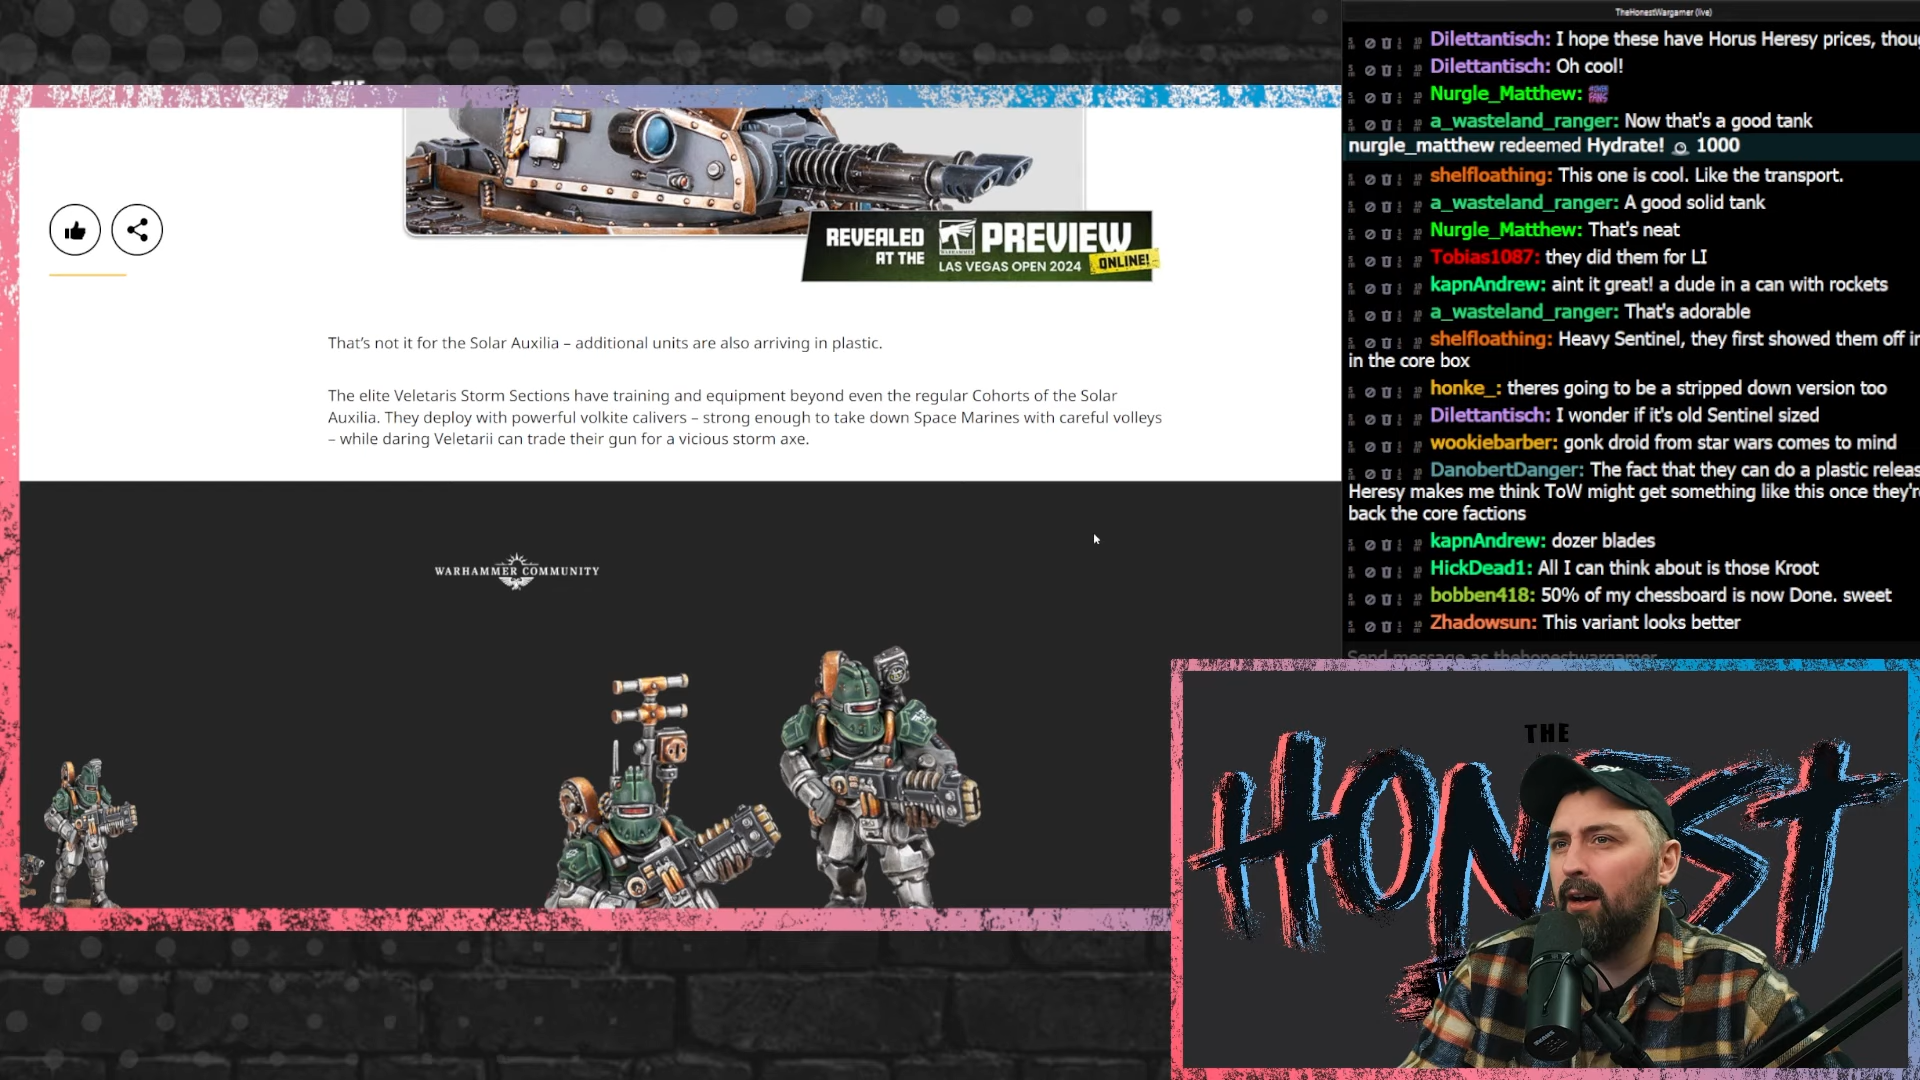 REVEALED AT THE
PREVIEW
LAS VEGAS OPEN 2024
ONLINE!
That's not it for the Solar Auxilia – additional units are also arriving in plastic.
The elite Veletaris Storm Sections have training and equipment beyond even the regular Cohorts of the Solar
Auxilia. They deploy with powerful volkite calivers – strong enough to take down Space Marines with careful volleys
– while daring Veletarii can trade their gun for a vicious storm axe.
WARHAMMER COMMUNITY
TheHonestWargamer (live)
Dilettantisch: I hope these have Horus Heresy prices,
Dilettantisch: Oh cool!
Nurgle_Matthew:
a_wasteland_ranger: Now that's a good tank
nurgle_matthew redeemed Hydrate! 1000
shelfloathing: This one is cool. Like the transport.
a_wasteland_ranger: A good solid tank
Nurgle_Matthew: That's neat
Tobias1087: they did them for LI
kapnAndrew: aint it great! a dude in a can with rockets
a_wasteland_ranger: That's adorable
shelfloathing: Heavy Sentinel, they first showed them off
in the core box
honke_: theres going to be a stripped down version too
Dilettantisch: I wonder if it's old Sentinel sized
wookiebarber: gonk droid from star wars comes to mind
DanobertDanger: The fact that they can do a plastic
Heresy makes me think ToW might get something like this once
back the core factions
kapnAndrew: dozer blades
HickDead1: All I can think about is those Kroot
bobben418: 50% of my chessboard is now Done. sweet
Zhadowsun: This variant looks better
Send message as thehonestwargamer
THE
HONEST